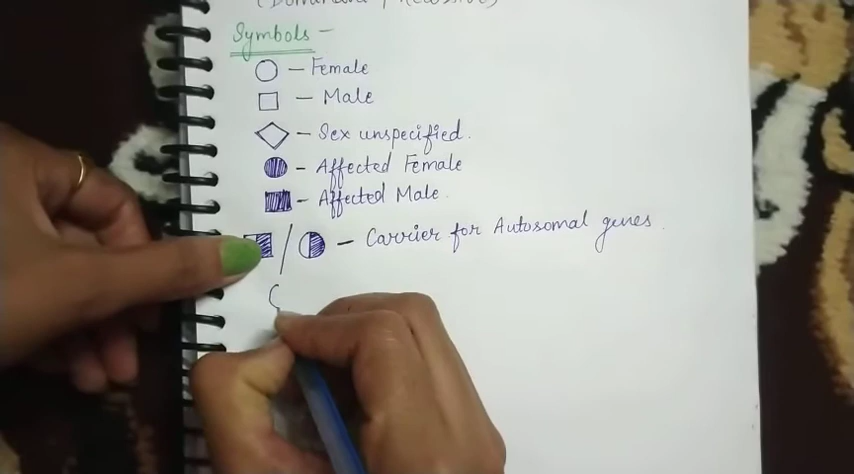 Symbols -
- Female
- Male
- Sex unspecified.
- Affected Female
- Affected Male.
/ - Carrier for Autosomal genes.